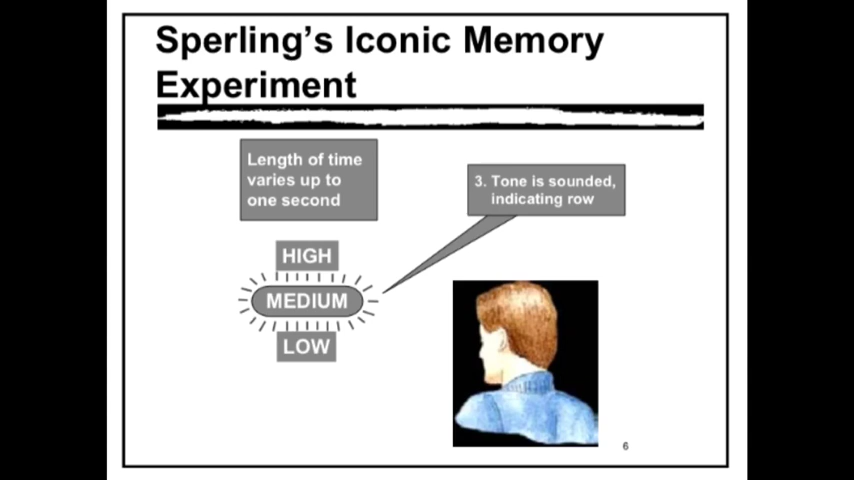 Sperling's Iconic Memory
Experiment
Length of time
varies up to
one second
3. Tone is sounded,
indicating row
HIGH
MEDIUM
LOW
6